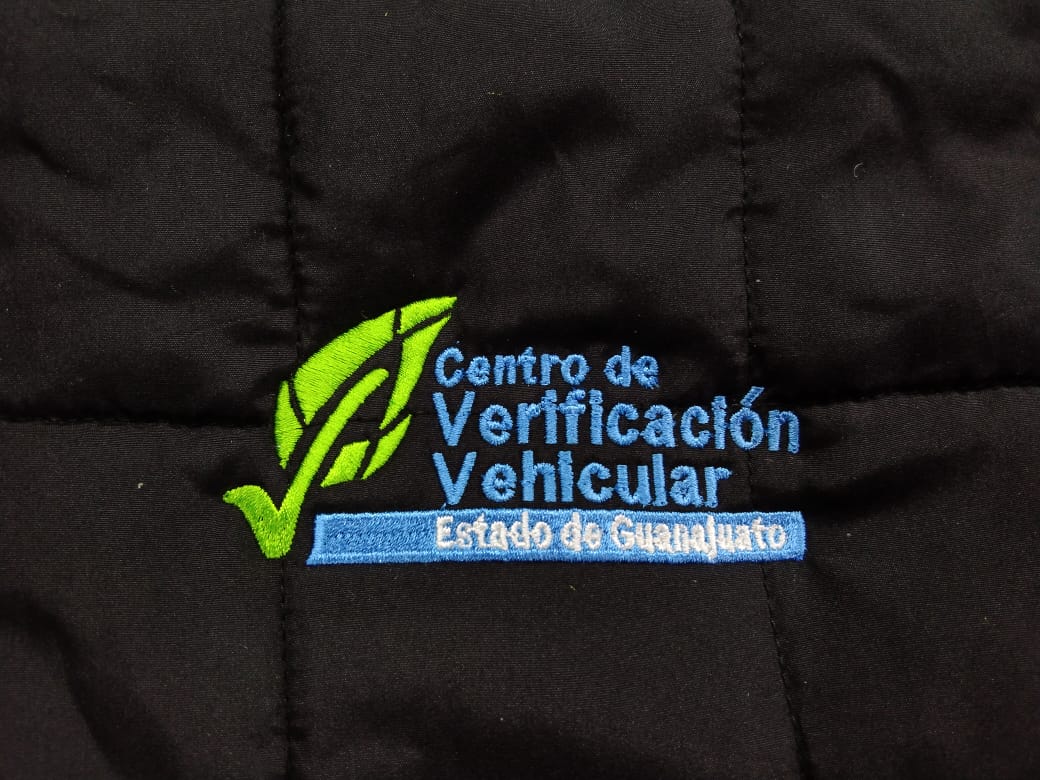 Centro de
Verificación
Vehicular
Estado de Guanajuato